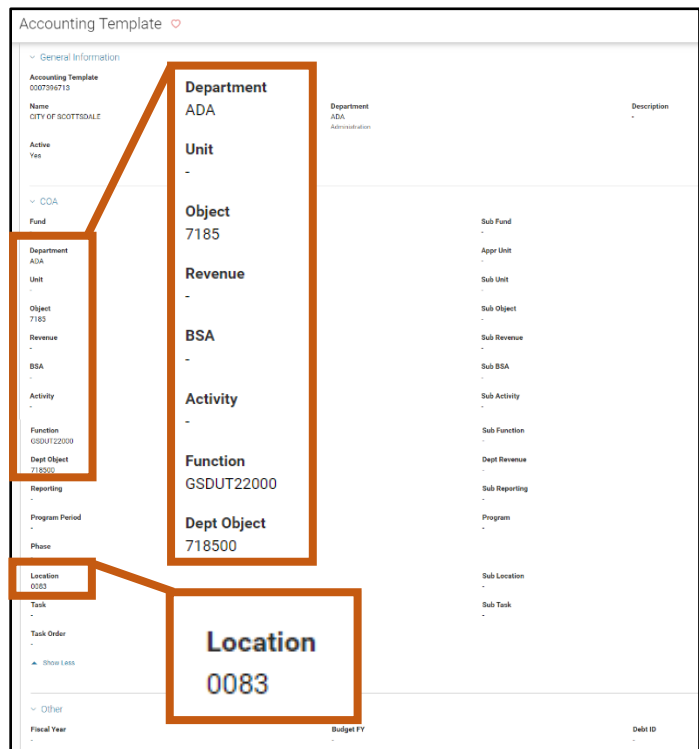 Accounting Template
General Information
Accounting Template
0007396713
Name
CITY OF SCOTTSDALE
Department
ADA
Administration
Description
-
Active
Yes
COA
Fund
-
Sub Fund
-
Department
ADA
Appr Unit
-
Unit
-
Sub Unit
-
Object
7185
Sub Object
-
Revenue
-
Sub Revenue
-
BSA
-
Sub BSA
-
Activity
-
Sub Activity
-
Function
GSDUT22000
Sub Function
-
Dept Object
718500
Dept Revenue
-
Reporting
-
Sub Reporting
-
Program Period
-
Program
-
Phase
Location
0083
Sub Location
-
Task
-
Sub Task
-
Task Order
-
Show Less
Other
Fiscal Year
-
Budget FY
-
Debt ID
-
Department
ADA
Unit
-
Object
7185
Revenue
-
BSA
-
Activity
-
Function
GSDUT22000
Dept Object
718500
Location
0083